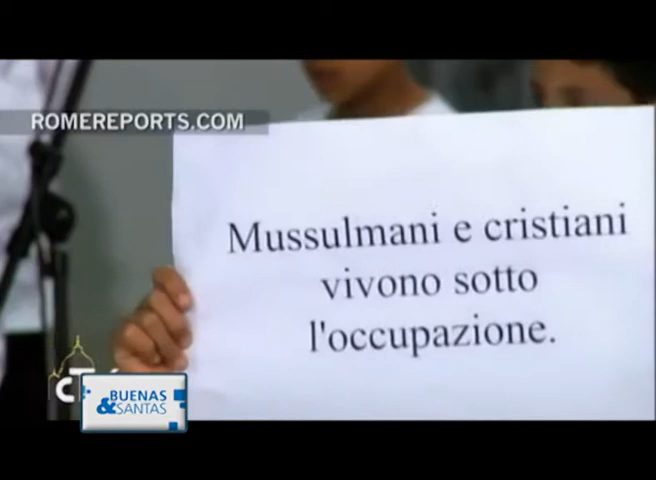 ROMEREPORTS.COM
Mussulmani e cristiani
vivono sotto
l'occupazione.
BUENAS
&SANTAS